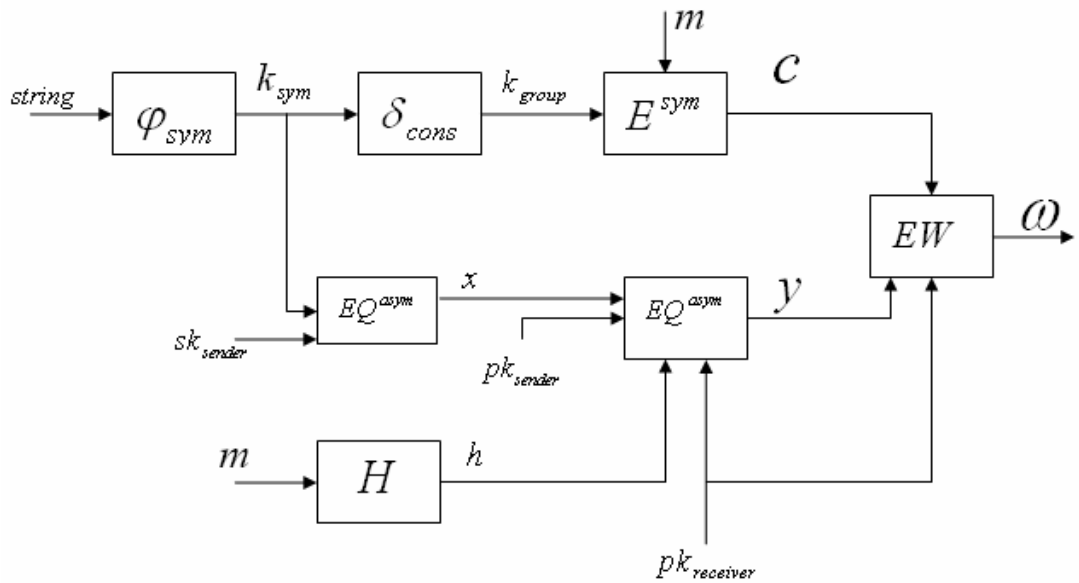 m
string
φ_sym
k_sym
δ_cons
k_group
E^sym
c
EW
ω
x
EQ^asym
sk_sender
pk_sender
EQ^asym
y
m
H
h
pk_receiver